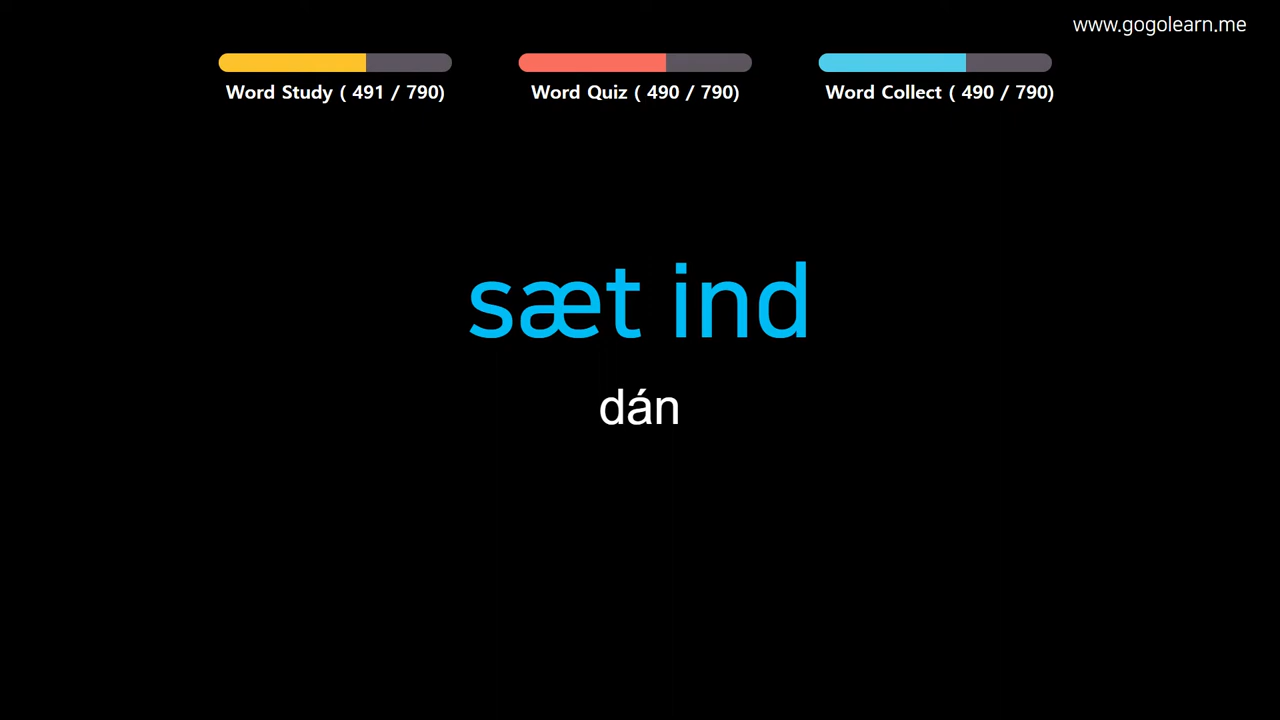 www.gogolearn.me
Word Study ( 491 / 790)
Word Quiz ( 490 / 790)
Word Collect ( 490 / 790)
sæt ind
dán